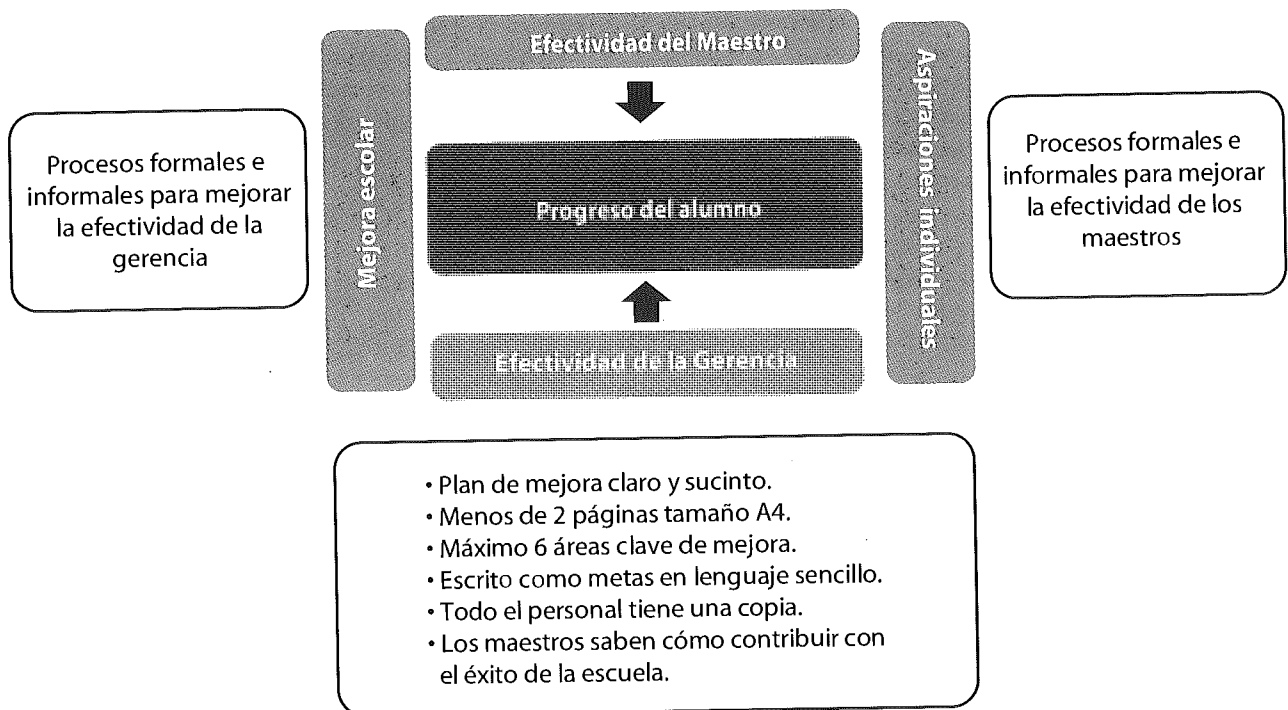 Efectividad del Maestro
Mejora escolar
Aspiraciones individuales
Procesos formales e
informales para mejorar
la efectividad de la
gerencia
Progreso del alumno
Procesos formales e
informales para mejorar
la efectividad de los
maestros
Efectividad de la Gerencia
• Plan de mejora claro y sucinto.
• Menos de 2 páginas tamaño A4.
• Máximo 6 áreas clave de mejora.
• Escrito como metas en lenguaje sencillo.
• Todo el personal tiene una copia.
• Los maestros saben cómo contribuir con
el éxito de la escuela.